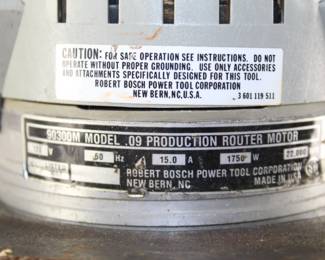 CAUTION: FOR SAFE OPERATION SEE INSTRUCTIONS. DO NOT
OPERATE WITHOUT PROPER GROUNDING. USE ONLY ACCESSORIES
AND ATTACHMENTS SPECIFICALLY DESIGNED FOR THIS TOOL.
ROBERT BOSCH POWER TOOL CORPORATION
NEW BERN, NC, U.S.A.
3 601 119 511
90300M MODEL .09 PRODUCTION ROUTER MOTOR
V 60 Hz 15.0 A 1750 W 22,000
ROBERT BOSCH POWER TOOL CORPORATION
NEW BERN, NC MADE IN